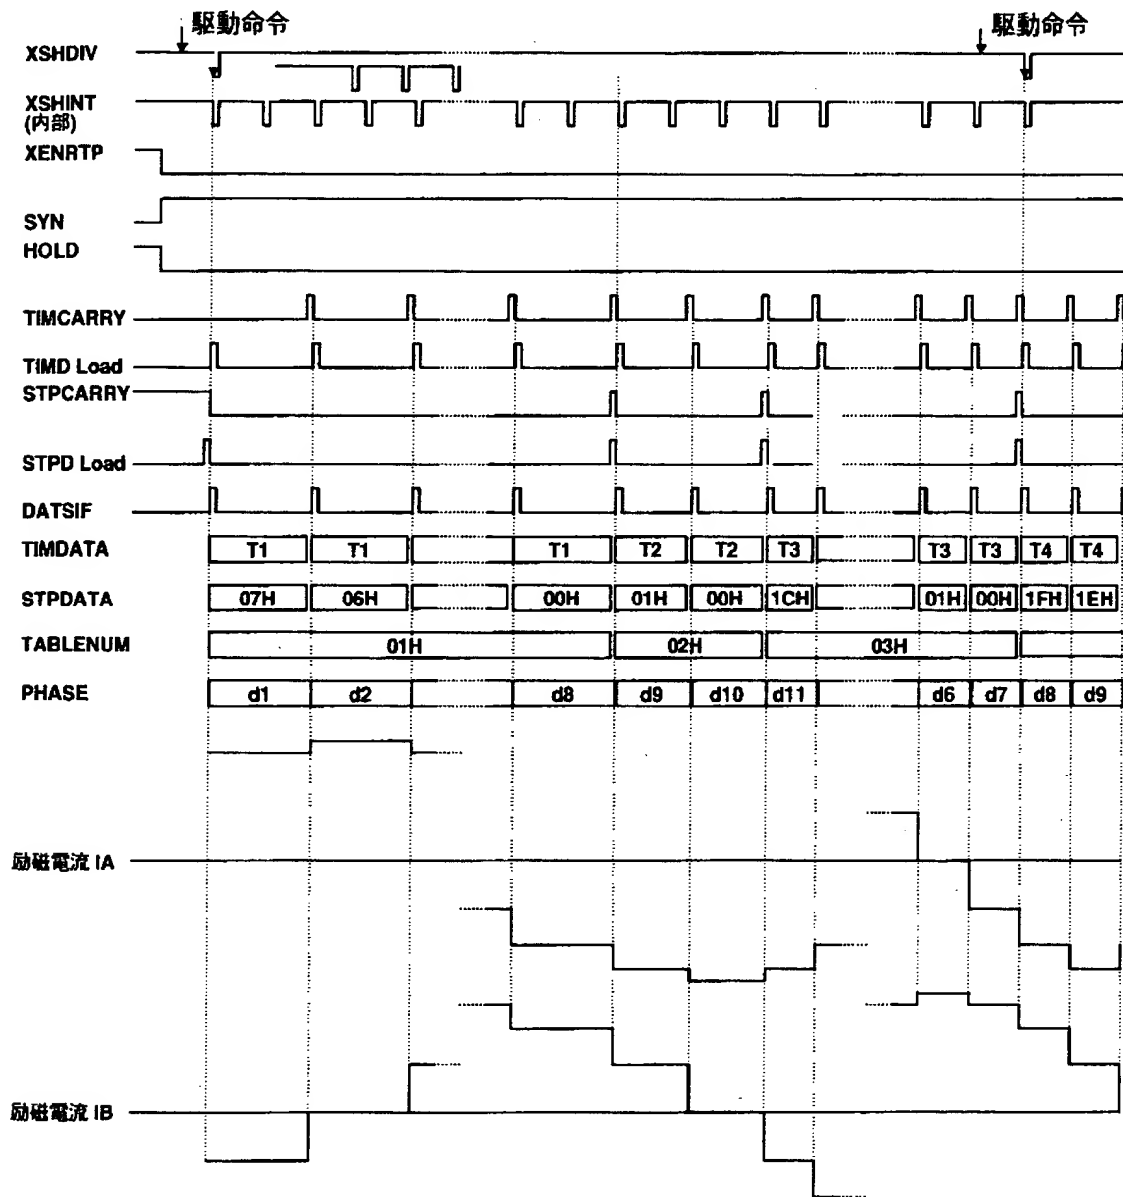 駆動命令 駆動命令
XSHDIV
XSHINT
(内部)
XENRTP
SYN
HOLD
TIMCARRY
TIMD Load
STPCARRY
STPD Load
DATSIF
TIMDATA T1 T1 T1 T2 T2 T3 T3 T3 T4 T4
STPDATA 07H 06H 00H 01H 00H 1CH 01H 00H 1FH 1EH
TABLENUM 01H 02H 03H
PHASE d1 d2 d8 d9 d10 d11 d6 d7 d8 d9
励磁電流 IA
励磁電流 IB